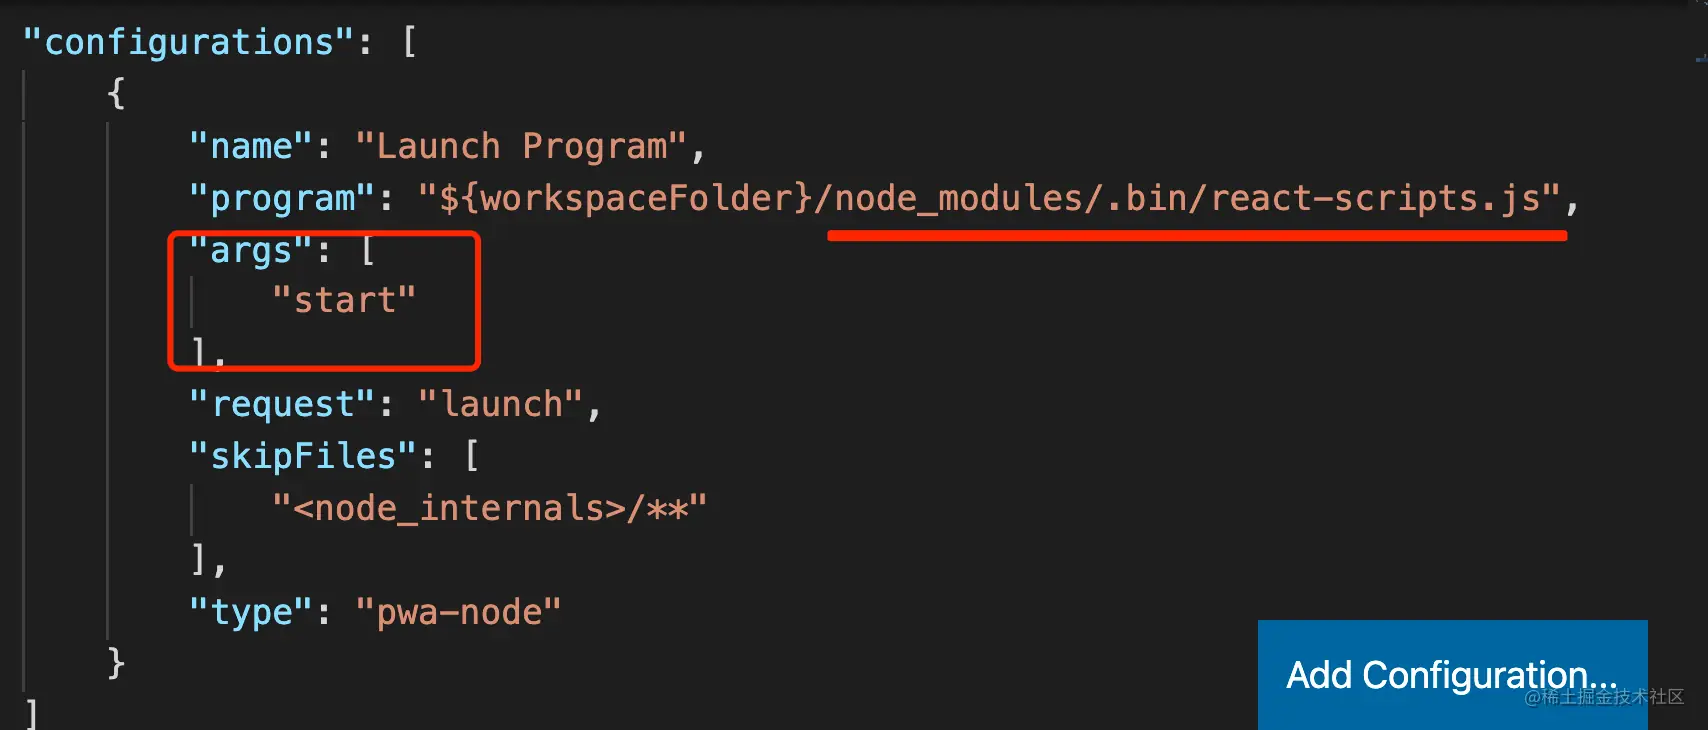 "configurations": [
{
"name": "Launch Program",
"program": "${workspaceFolder}/node_modules/.bin/react-scripts.js",
"args": [
"start"
],
"request": "launch",
"skipFiles": [
"<node_internals>/**"
],
"type": "pwa-node"
}
]
Add Configuration...
@稀土掘金技术社区